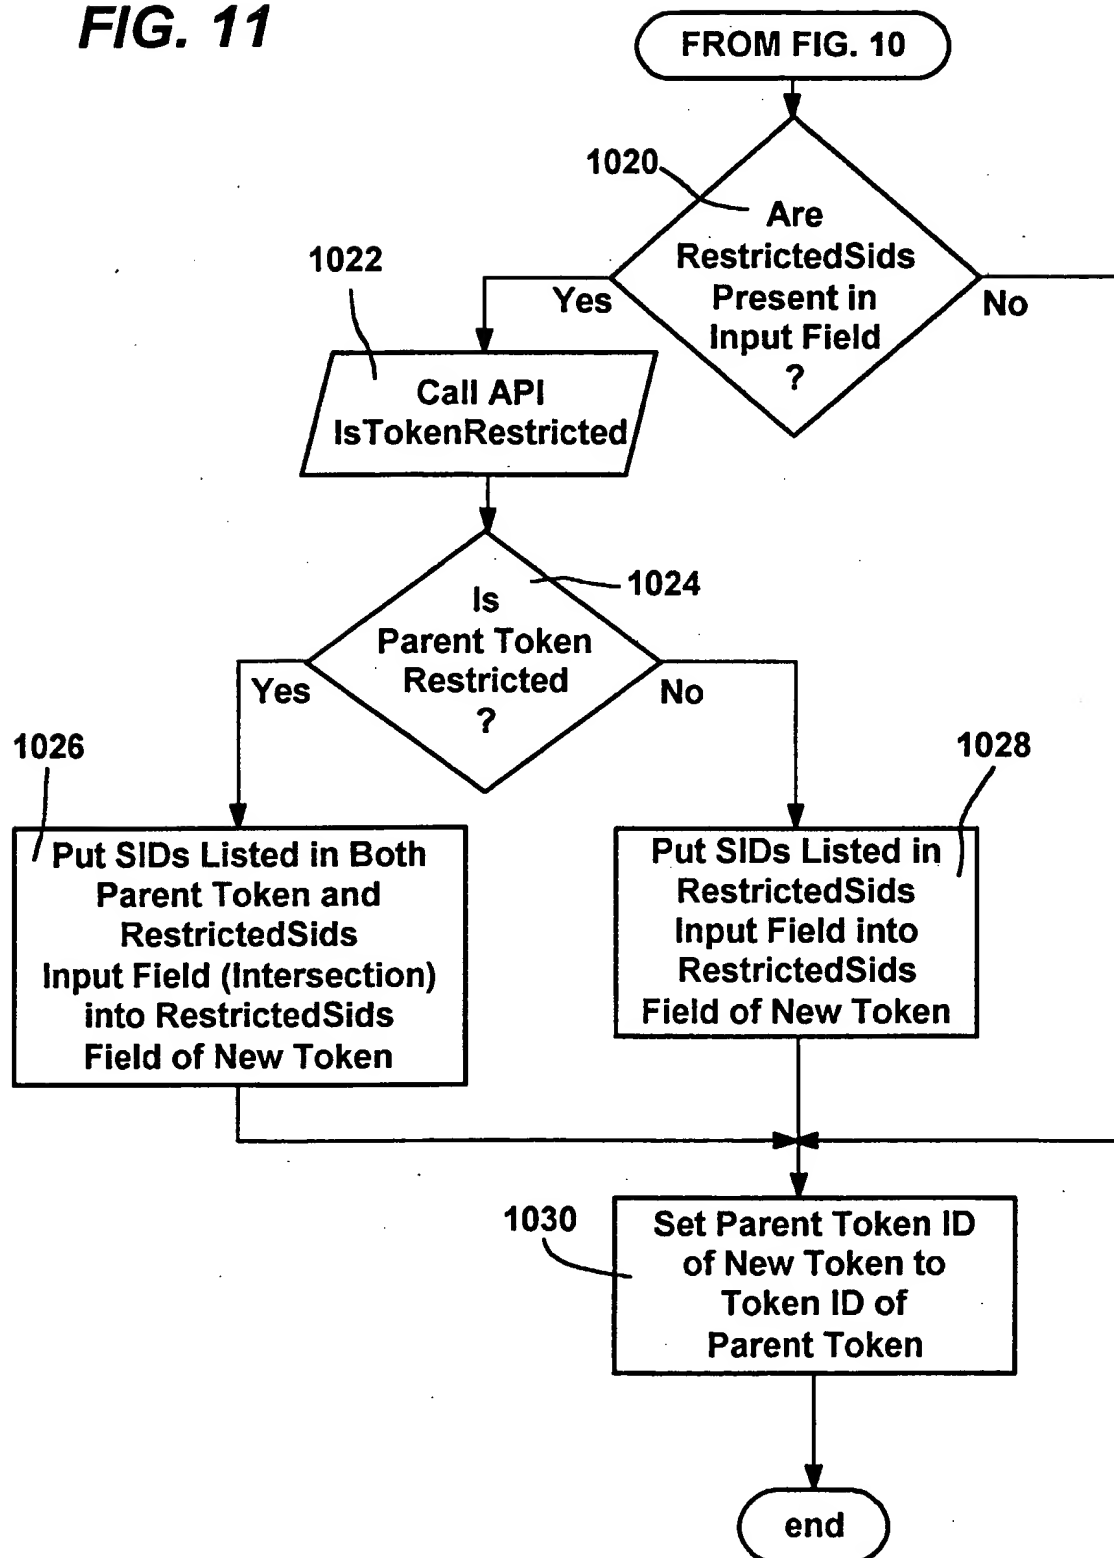 FIG. 11
FROM FIG. 10
1020
Are
RestrictedSids
Present in
Input Field
?
Yes
No
1022
Call API
IsTokenRestricted
1024
Is
Parent Token
Restricted
?
Yes
No
1026
Put SIDs Listed in Both
Parent Token and
RestrictedSids
Input Field (Intersection)
into RestrictedSids
Field of New Token
1028
Put SIDs Listed in
RestrictedSids
Input Field into
RestrictedSids
Field of New Token
1030
Set Parent Token ID
of New Token to
Token ID of
Parent Token
end